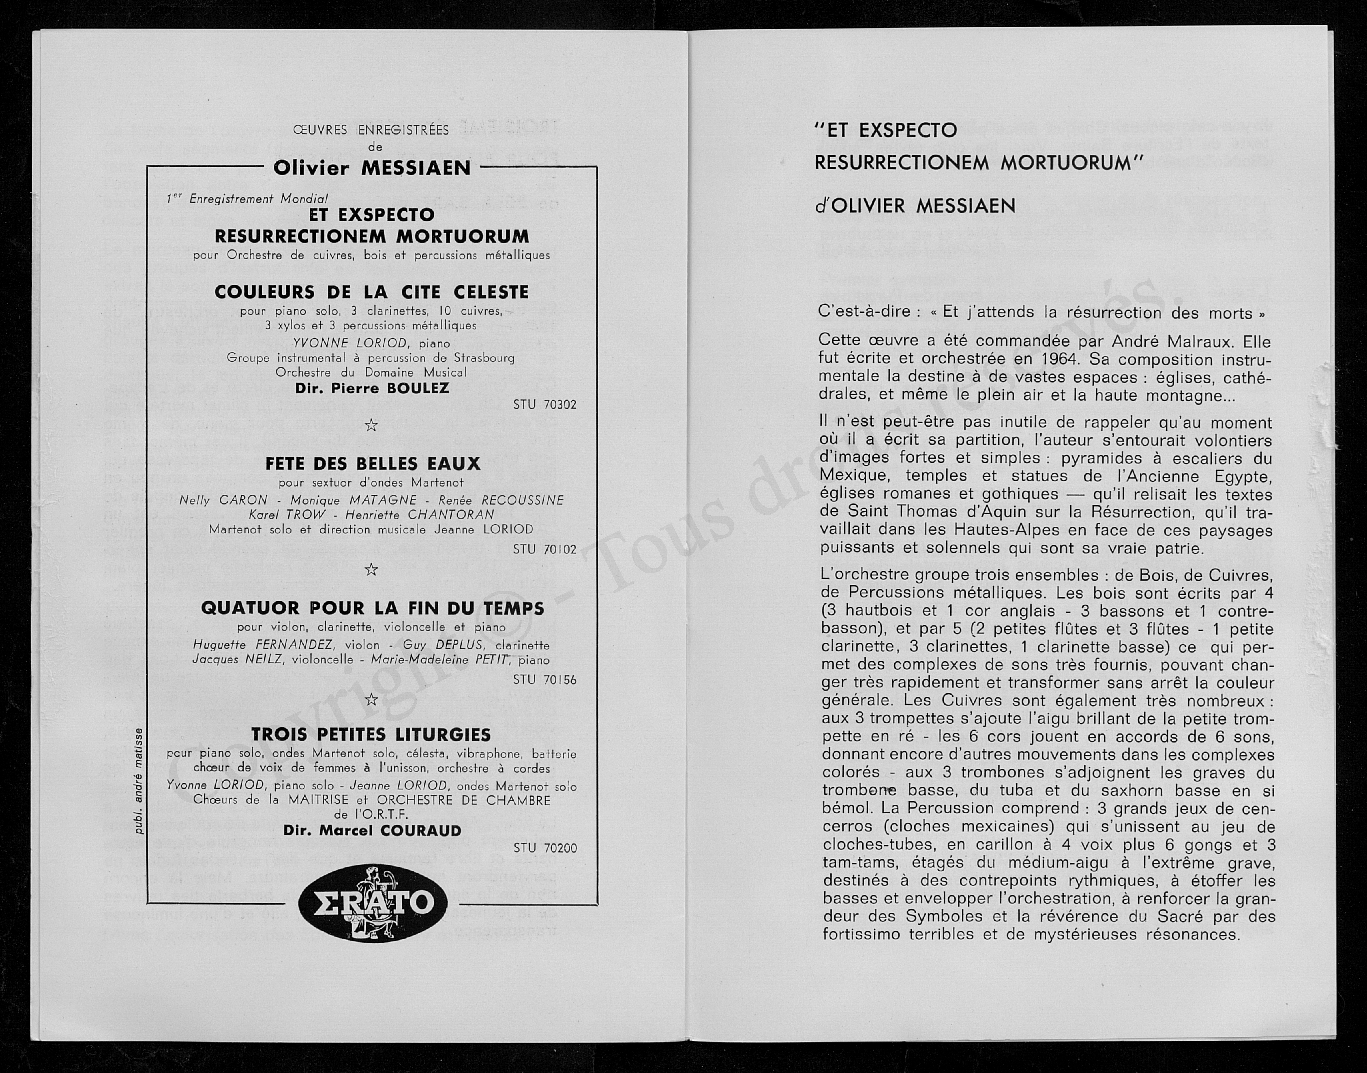 ŒUVRES ENREGISTRÉES
de
Olivier MESSIAEN
1er Enregistrement Mondial
ET EXSPECTO
RESURRECTIONEM MORTUORUM
pour Orchestre de cuivres, bois et percussions métalliques
COULEURS DE LA CITE CELESTE
pour piano solo, 3 clarinettes, 10 cuivres,
3 xylos et 3 percussions métalliques
YVONNE LORIOD, piano
Groupe instrumental à percussion de Strasbourg
Orchestre du Domaine Musical
Dir. Pierre BOULEZ
STU 70302
☆
FETE DES BELLES EAUX
pour sextuor d'ondes Martenot
Nelly CARON - Monique MATAGNE - Renée RECOUSSINE
Karel TROW - Henriette CHANTORAN
Martenot solo et direction musicale Jeanne LORIOD
STU 70102
☆
QUATUOR POUR LA FIN DU TEMPS
pour violon, clarinette, violoncelle et piano
Huguette FERNANDEZ, violon - Guy DEPLUS, clarinette
Jacques NEILZ, violoncelle - Marie-Madeleine PETIT, piano
STU 70156
☆
TROIS PETITES LITURGIES
pour piano solo, ondes Martenot solo, célesta, vibraphone, batterie
chœur de voix de femmes à l'unisson, orchestre à cordes
Yvonne LORIOD, piano solo - Jeanne LORIOD, ondes Martenot solo
Chœurs de la MAITRISE et ORCHESTRE DE CHAMBRE
de l'O.R.T.F.
Dir. Marcel COURAUD
STU 70200
ΣRATO
publ. andré matisse
"ET EXSPECTO
RESURRECTIONEM MORTUORUM"
d'OLIVIER MESSIAEN
C'est-à-dire : « Et j'attends la résurrection des morts »
Cette œuvre a été commandée par André Malraux. Elle
fut écrite et orchestrée en 1964. Sa composition instru-
mentale la destine à de vastes espaces : églises, cathé-
drales, et même le plein air et la haute montagne...
Il n'est peut-être pas inutile de rappeler qu'au moment
où il a écrit sa partition, l'auteur s'entourait volontiers
d'images fortes et simples : pyramides à escaliers du
Mexique, temples et statues de l'Ancienne Egypte,
églises romanes et gothiques — qu'il relisait les textes
de Saint Thomas d'Aquin sur la Résurrection, qu'il tra-
vaillait dans les Hautes-Alpes en face de ces paysages
puissants et solennels qui sont sa vraie patrie.
L'orchestre groupe trois ensembles : de Bois, de Cuivres,
de Percussions métalliques. Les bois sont écrits par 4
(3 hautbois et 1 cor anglais - 3 bassons et 1 contre-
basson), et par 5 (2 petites flûtes et 3 flûtes - 1 petite
clarinette, 3 clarinettes, 1 clarinette basse) ce qui per-
met des complexes de sons très fournis, pouvant chan-
ger très rapidement et transformer sans arrêt la couleur
générale. Les Cuivres sont également très nombreux :
aux 3 trompettes s'ajoute l'aigu brillant de la petite trom-
pette en ré - les 6 cors jouent en accords de 6 sons,
donnant encore d'autres mouvements dans les complexes
colorés - aux 3 trombones s'adjoignent les graves du
trombone basse, du tuba et du saxhorn basse en si
bémol. La Percussion comprend : 3 grands jeux de cen-
cerros (cloches mexicaines) qui s'unissent au jeu de
cloches-tubes, en carillon à 4 voix plus 6 gongs et 3
tam-tams, étagés du médium-aigu à l'extrême grave,
destinés à des contrepoints rythmiques, à étoffer les
basses et envelopper l'orchestration, à renforcer la gran-
deur des Symboles et la révérence du Sacré par des
fortissimo terribles et de mystérieuses résonances.
Copyright © - Tous droits réservés.